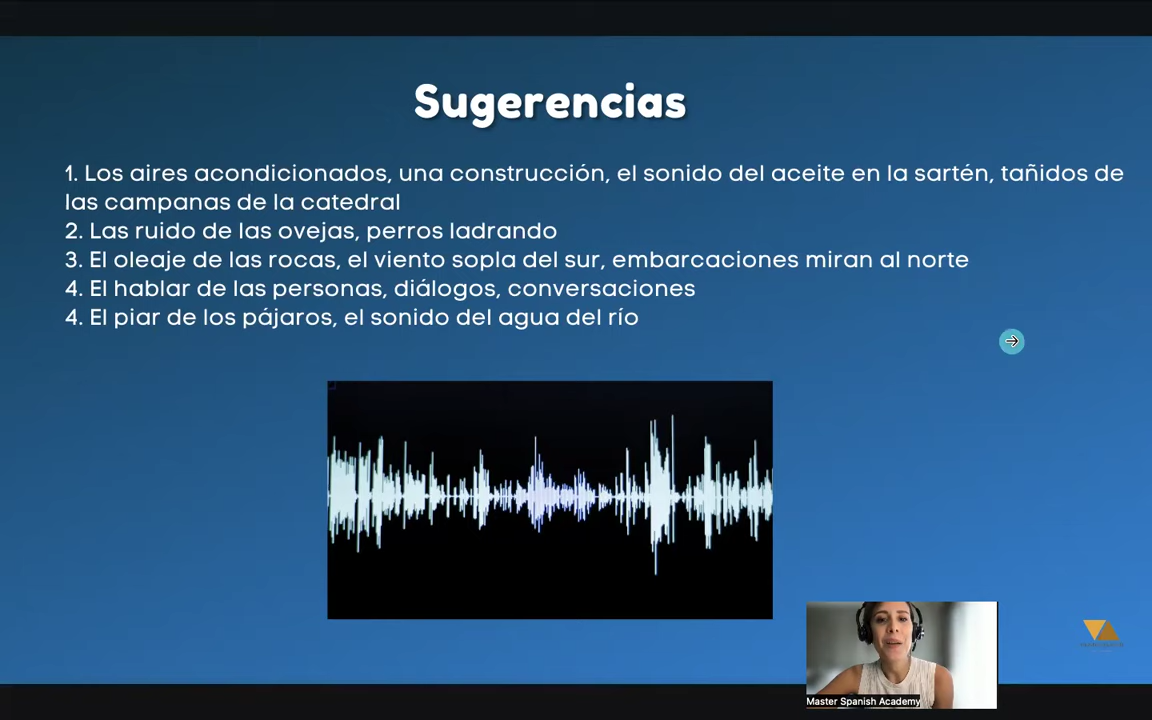 Sugerencias
1. Los aires acondicionados, una construcción, el sonido del aceite en la sartén, tañidos de
las campanas de la catedral
2. Las ruido de las ovejas, perros ladrando
3. El oleaje de las rocas, el viento sopla del sur, embarcaciones miran al norte
4. El hablar de las personas, diálogos, conversaciones
4. El piar de los pájaros, el sonido del agua del río
Master Spanish Academy